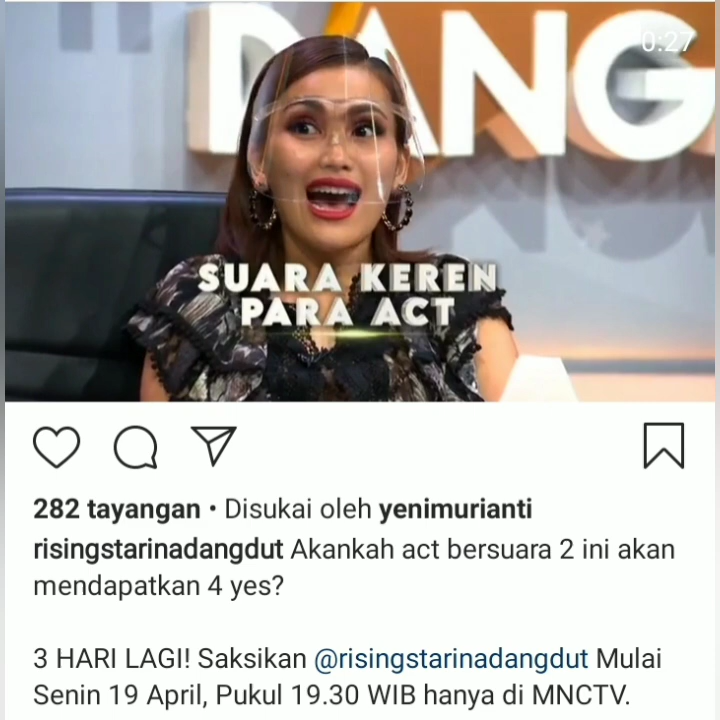 DANG
0:27
SUARA KEREN
PARA ACT
282 tayangan • Disukai oleh yenimurianti
risingstarinadangdut Akankah act bersuara 2 ini akan
mendapatkan 4 yes?
3 HARI LAGI! Saksikan @risingstarinadangdut Mulai
Senin 19 April, Pukul 19.30 WIB hanya di MNCTV.